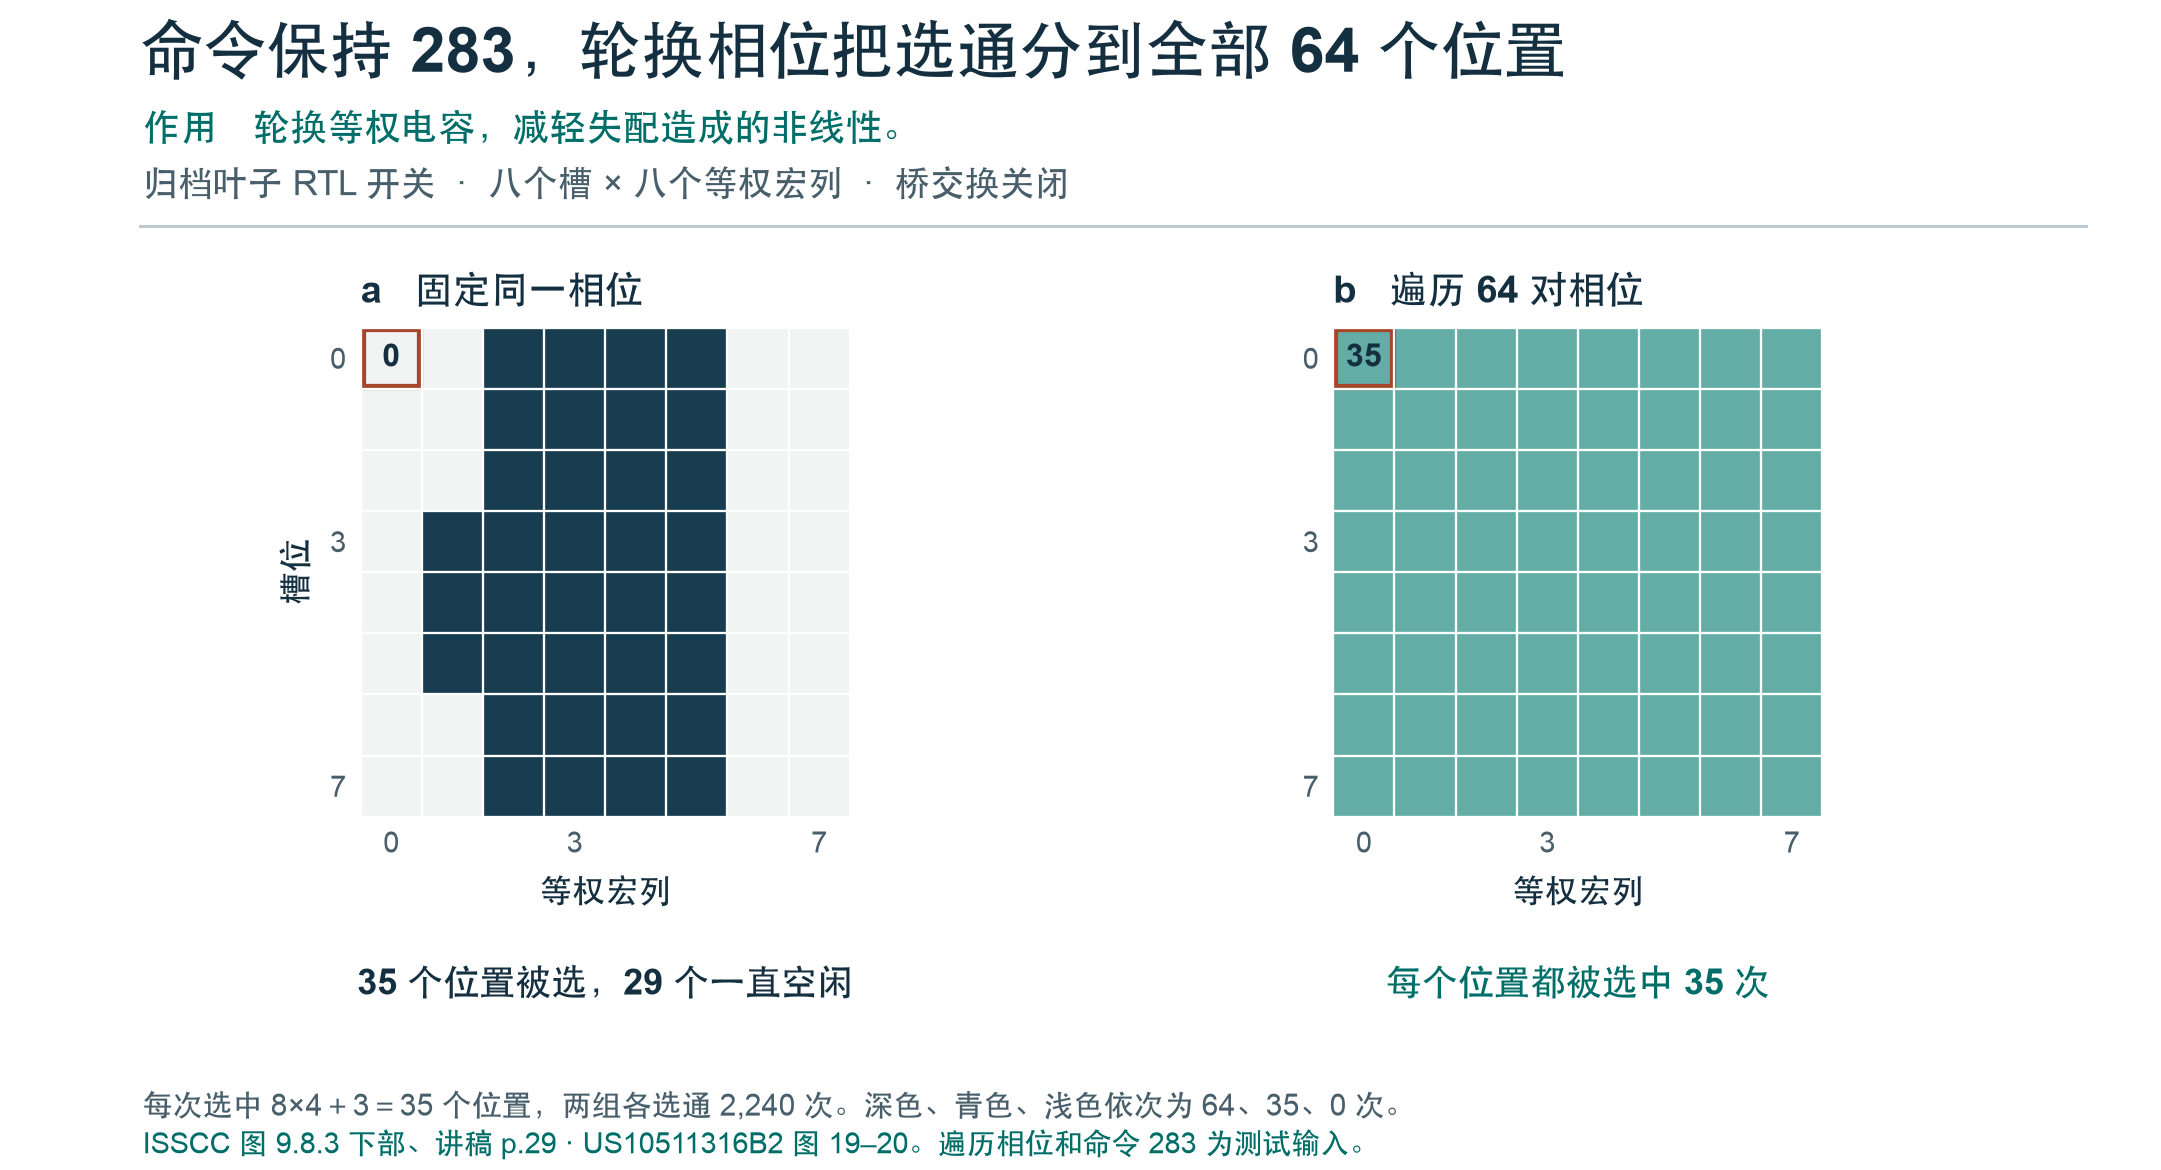 命令保持 283，轮换相位把选通分到全部 64 个位置
作用　轮换等权电容，减轻失配造成的非线性。
归档叶子 RTL 开关 · 八个槽 × 八个等权宏列 · 桥交换关闭
a 固定同一相位
0
0
3
7
槽位
0 3 7
等权宏列
35 个位置被选，29 个一直空闲
b 遍历 64 对相位
35
0
3
7
0 3 7
等权宏列
每个位置都被选中 35 次
每次选中 8×4＋3＝35 个位置，两组各选通 2,240 次。深色、青色、浅色依次为 64、35、0 次。
ISSCC 图 9.8.3 下部、讲稿 p.29 · US10511316B2 图 19–20。遍历相位和命令 283 为测试输入。